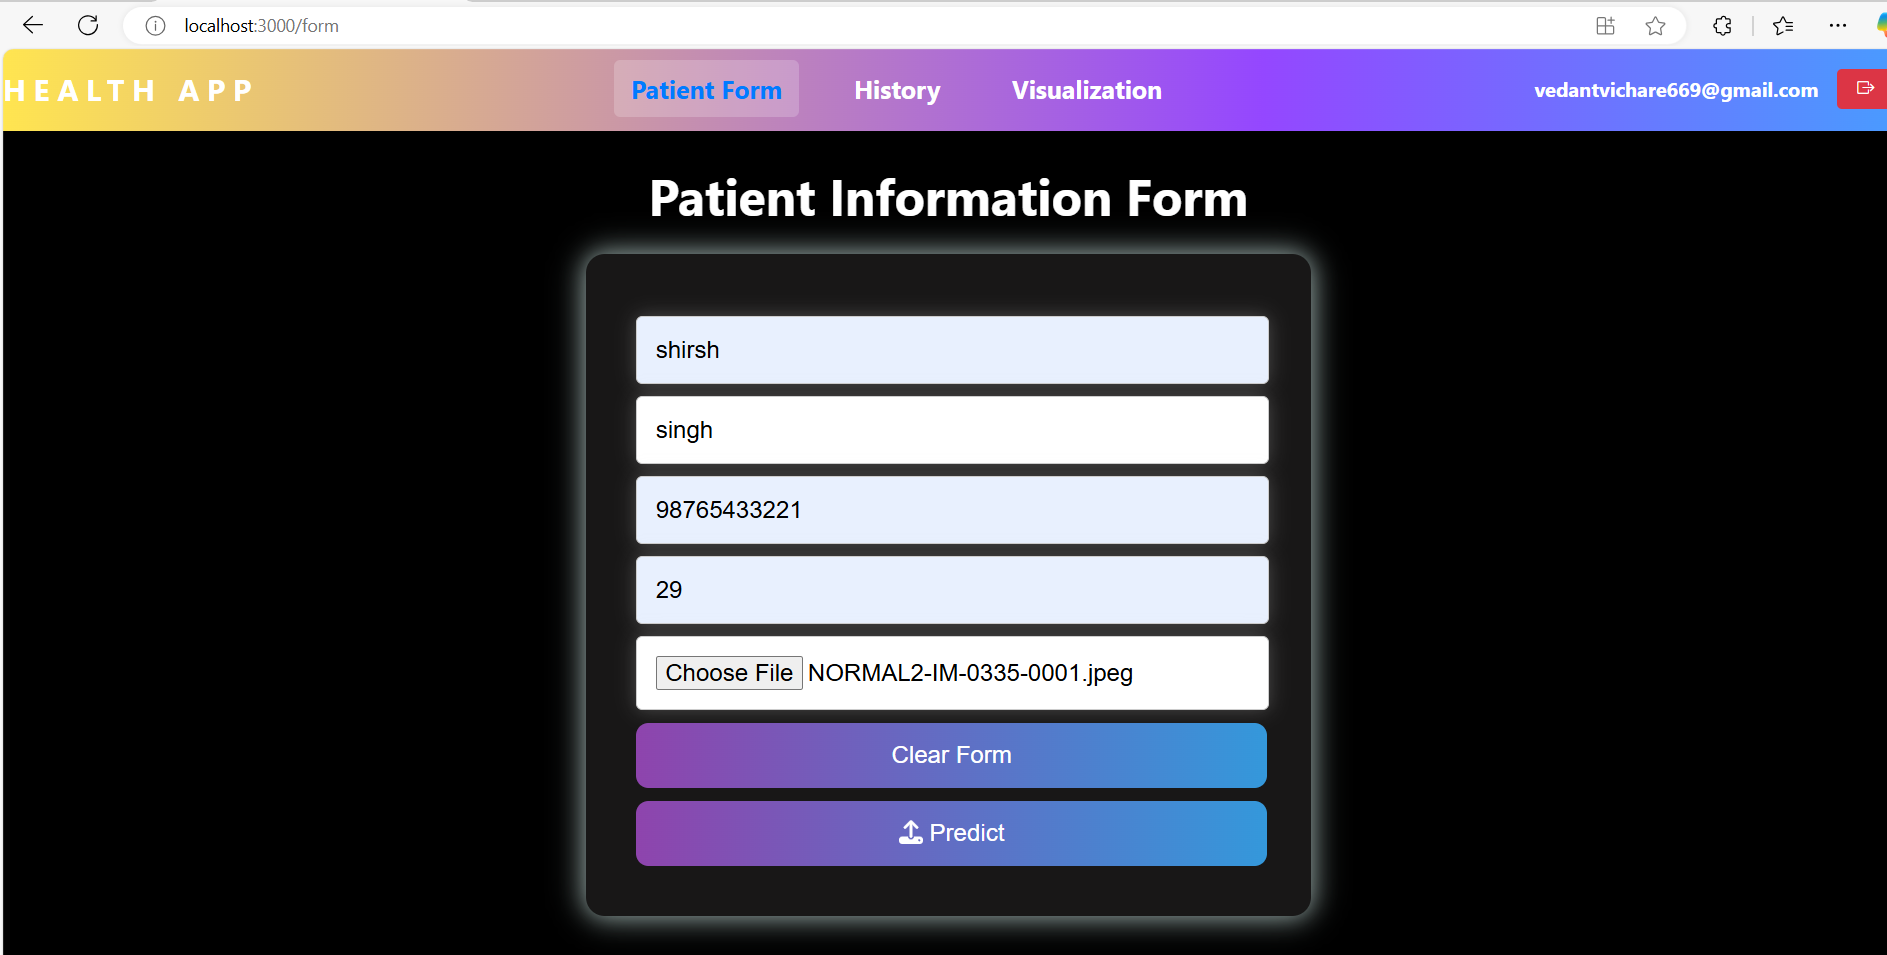 localhost:3000/form
HEALTH APP
Patient Form
History
Visualization
vedantvichare669@gmail.com
Patient Information Form
shirsh
singh
98765433221
29
Choose File NORMAL2-IM-0335-0001.jpeg
Clear Form
Predict